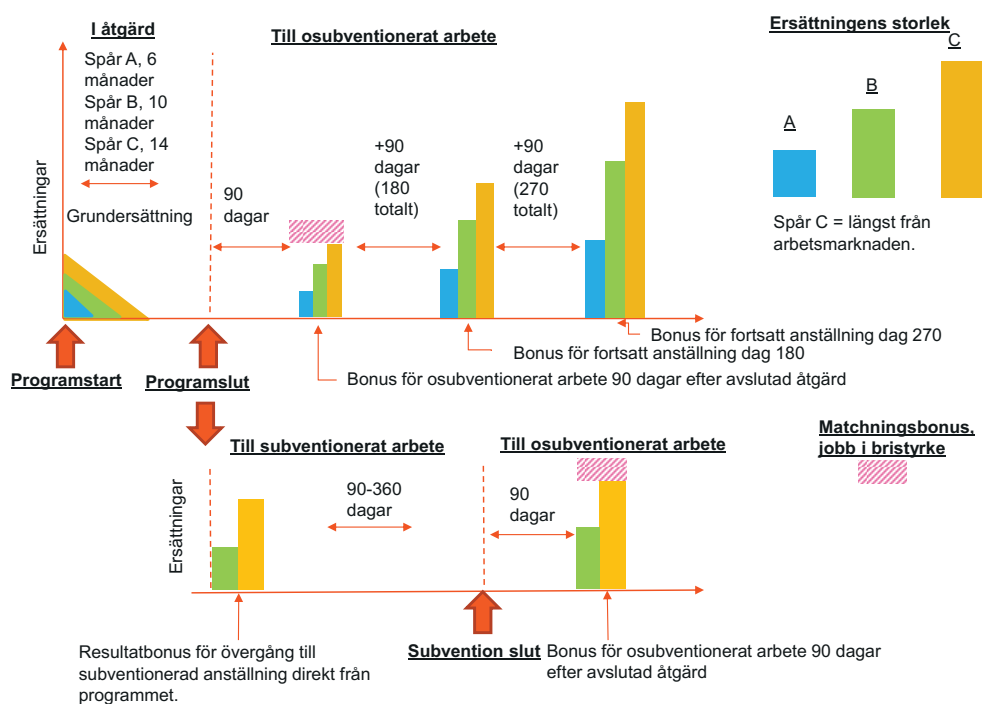 I åtgärd
Spår A, 6
månader
Spår B, 10
månader
Spår C, 14
månader
Grundersättning
Ersättningar
Till osubventionerat arbete
90
dagar
+90
dagar
(180
totalt)
+90
dagar
(270
totalt)
Ersättningens storlek
A
B
C
Spår C = längst från
arbetsmarknaden.
Bonus för fortsatt anställning dag 270
Bonus för fortsatt anställning dag 180
Bonus för osubventionerat arbete 90 dagar efter avslutad åtgärd
Programstart
Programslut
Till subventionerat arbete
Till osubventionerat arbete
Matchningsbonus,
jobb i bristyrke
Ersättningar
90-360
dagar
90
dagar
Resultatbonus för övergång till
subventionerad anställning direkt från
programmet.
Subvention slut
Bonus för osubventionerat arbete 90 dagar
efter avslutad åtgärd